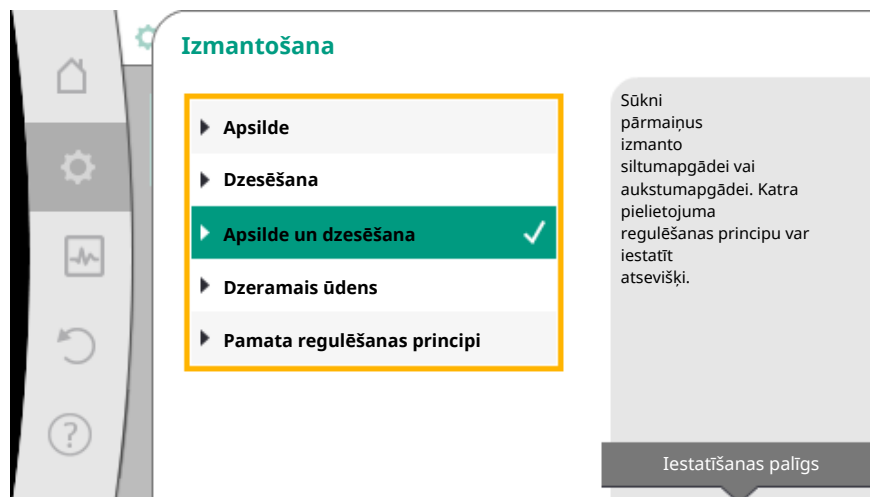 Izmantošana
Apsilde
Dzesēšana
Apsilde un dzesēšana
Dzeramais ūdens
Pamata regulēšanas principi
Sūkni
pārmaiņus
izmanto
siltumapgādei vai
aukstumapgādei. Katra
pielietojuma
regulēšanas principu var
iestatīt
atsevišķi.
Iestatīšanas palīgs